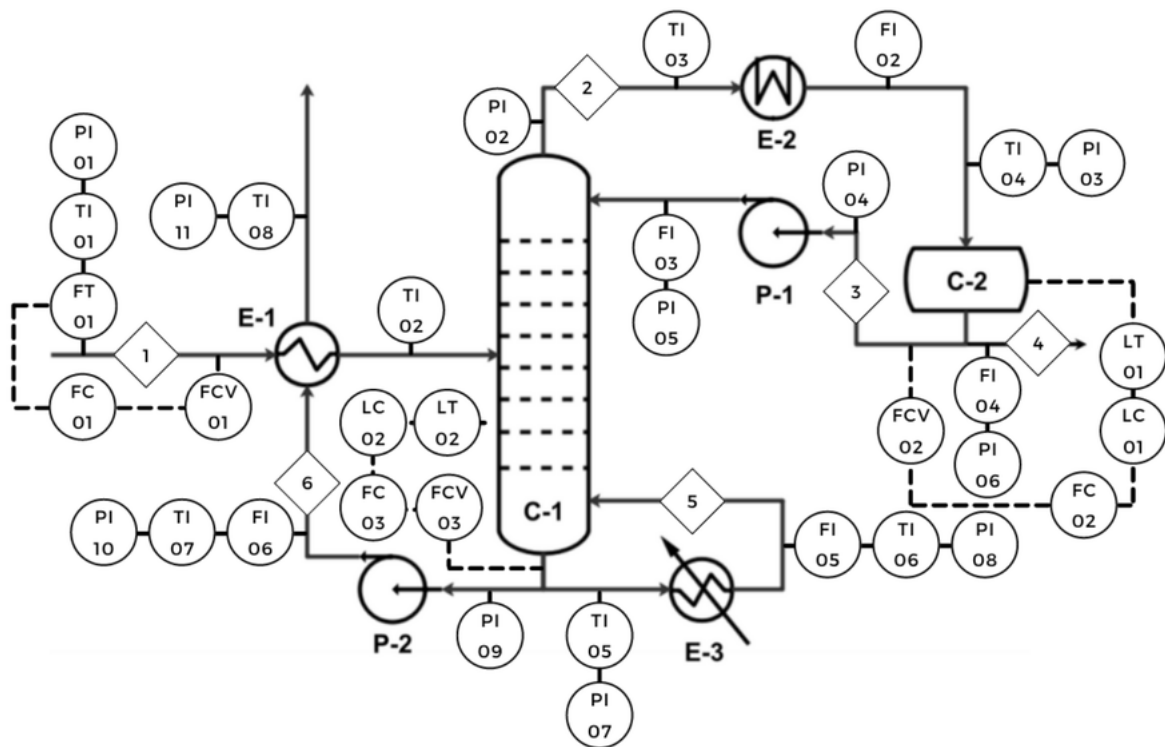 TI
03
FI
02
2
PI
02
E-2
PI
01
TI
04
PI
03
PI
04
PI
11
TI
08
TI
01
FI
03
P-1
3
C-2
FT
01
E-1
TI
02
PI
05
1
4
LT
01
FC
01
FCV
01
FI
04
LC
02
LT
02
FCV
02
LC
01
PI
06
6
5
FC
03
FCV
03
C-1
FC
02
PI
10
TI
07
FI
06
FI
05
TI
06
PI
08
P-2
PI
09
TI
05
E-3
PI
07